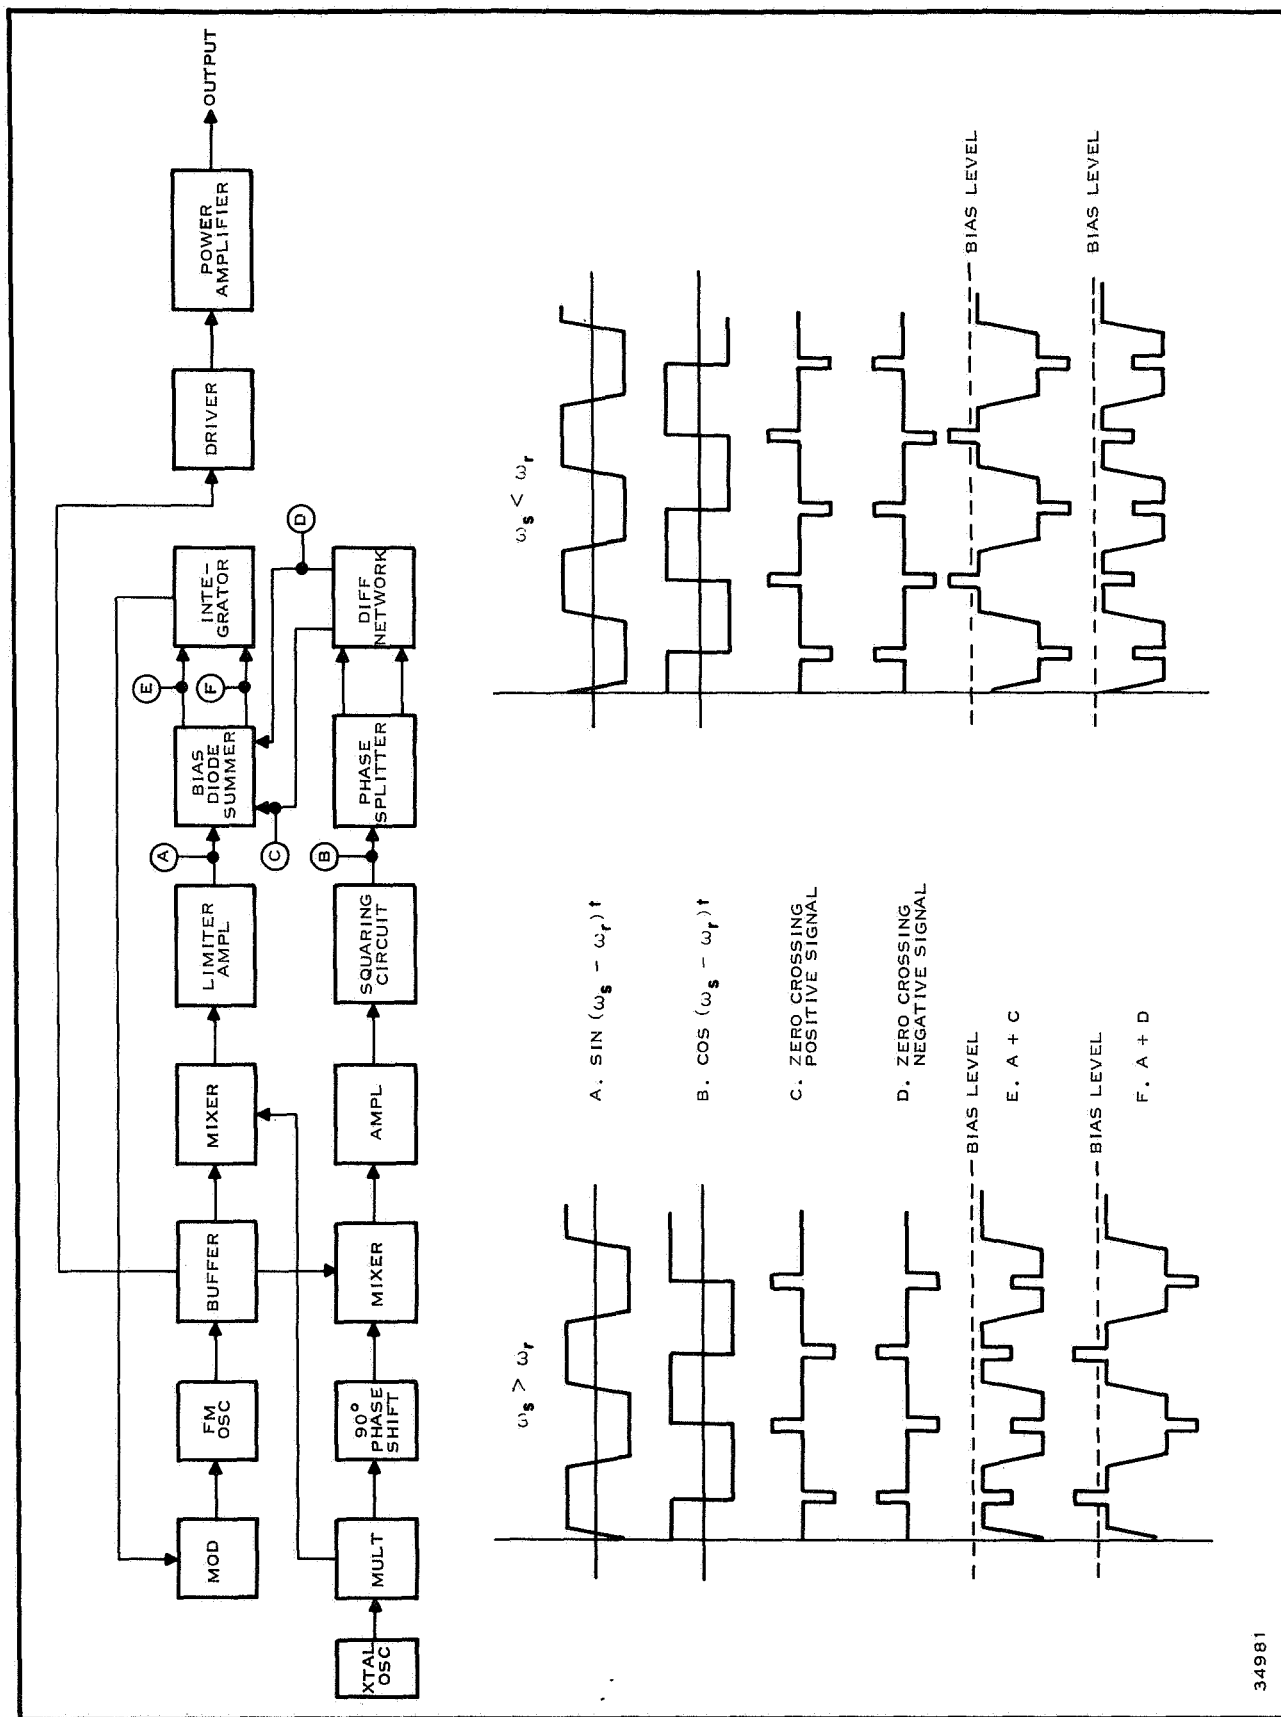 MOD
FM
OSC
BUFFER
MIXER
LIMITER
AMPL
A
BIAS
DIODE
SUMMER
E
F
INTE-
GRATOR
DRIVER
POWER
AMPLIFIER
OUTPUT
XTAL
OSC
MULT
90°
PHASE
SHIFT
MIXER
AMPL
SQUARING
CIRCUIT
B
C
PHASE
SPLITTER
DIFF
NETWORK
D
ωs > ωr
ωs < ωr
A. SIN (ωs - ωr) t
B. COS (ωs - ωr) t
C. ZERO CROSSING
POSITIVE SIGNAL
D. ZERO CROSSING
NEGATIVE SIGNAL
BIAS LEVEL
E. A + C
BIAS LEVEL
BIAS LEVEL
F. A + D
BIAS LEVEL
34981